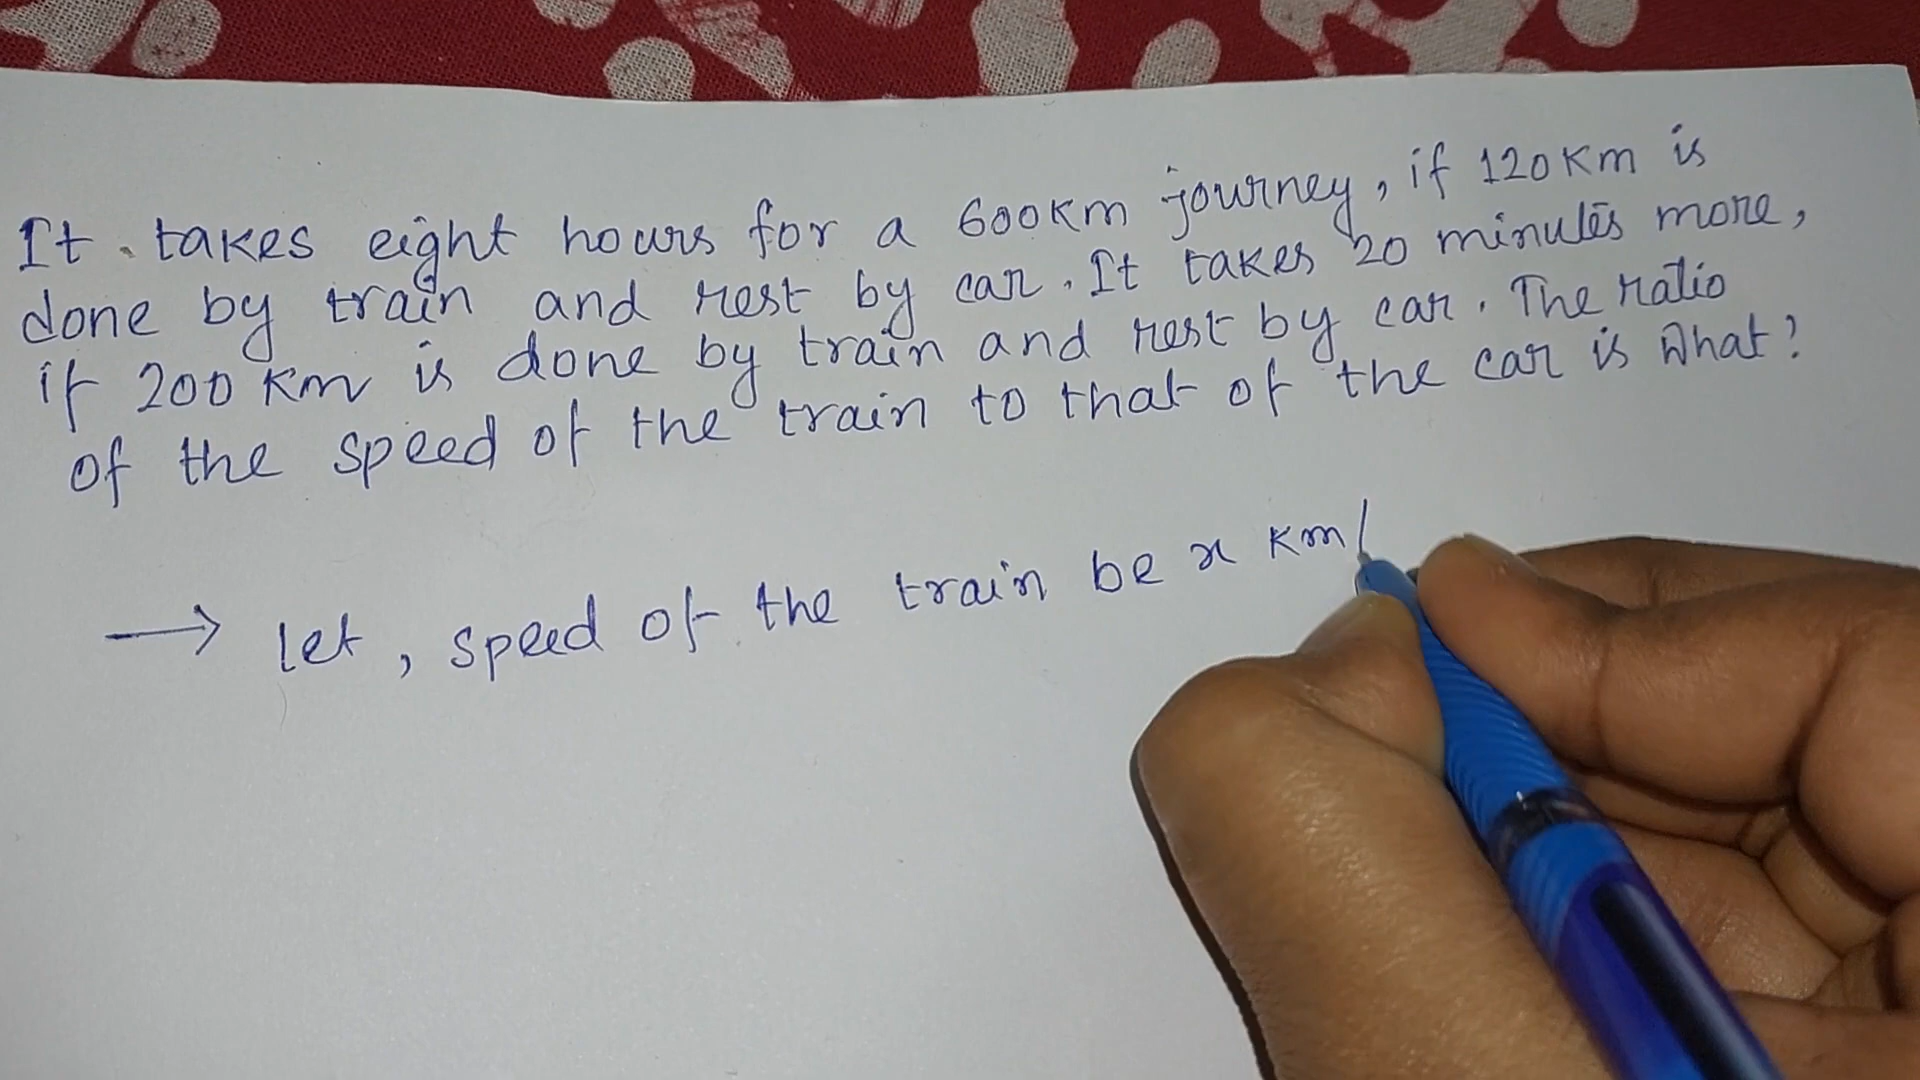 It takes eight hours for a 600km journey, if 120km is
done by train and rest by car. It takes 20 minutes more,
if 200 km is done by train and rest by car. The ratio
of the speed of the train to that of the car is What?
→ let, speed of the train be x km/